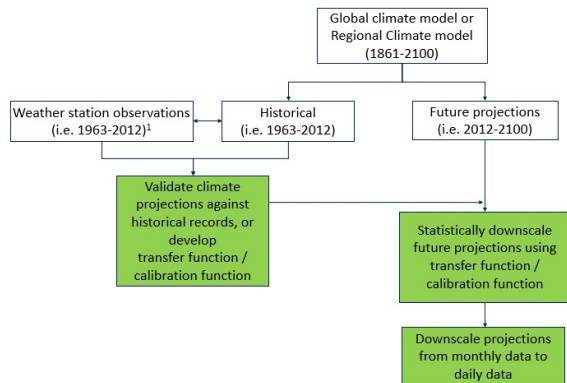 Global climate model or
Regional Climate model
(1861-2100)
Weather station observations
(i.e. 1963-2012)1
Historical
(i.e. 1963-2012)
Future projections
(i.e. 2012-2100)
Validate climate
projections against
historical records, or
develop
transfer function /
calibration function
Statistically downscale
future projections using
transfer function /
calibration function
Downscale projections
from monthly data to
daily data